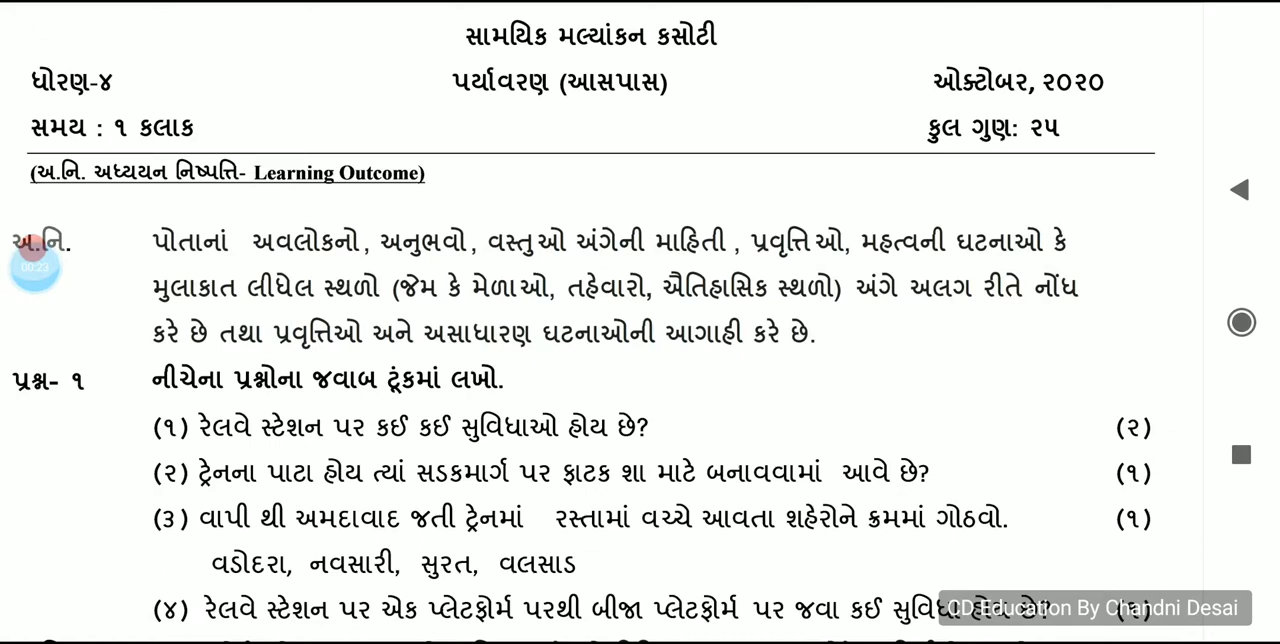 સામયિક મલ્યાંકન કસોટી
ધોરણ-૪ પર્યાવરણ (આસપાસ) ઓક્ટોબર, ૨૦૨૦
સમય : ૧ કલાક કુલ ગુણ: ૨૫
(અ.નિ. અધ્યયન નિષ્પત્તિ- Learning Outcome)
અ.નિ. પોતાનાં અવલોકનો, અનુભવો, વસ્તુઓ અંગેની માહિતી, પ્રવૃત્તિઓ, મહત્વની ઘટનાઓ કે
00:23
મુલાકાત લીધેલ સ્થળો (જેમ કે મેળાઓ, તહેવારો, ઐતિહાસિક સ્થળો) અંગે અલગ રીતે નોંધ
કરે છે તથા પ્રવૃત્તિઓ અને અસાધારણ ઘટનાઓની આગાહી કરે છે.
પ્રશ્ન- ૧ નીચેના પ્રશ્નોના જવાબ ટૂંકમાં લખો.
(૧) રેલવે સ્ટેશન પર કઈ કઈ સુવિધાઓ હોય છે? (૨)
(૨) ટ્રેનના પાટા હોય ત્યાં સડકમાર્ગ પર ફાટક શા માટે બનાવવામાં આવે છે? (૧)
(૩) વાપી થી અમદાવાદ જતી ટ્રેનમાં રસ્તામાં વચ્ચે આવતા શહેરોને ક્રમમાં ગોઠવો. (૧)
વડોદરા, નવસારી, સુરત, વલસાડ
(૪) રેલવે સ્ટેશન પર એક પ્લેટફોર્મ પરથી બીજા પ્લેટફોર્મ પર જવા કઈ સુવિધા હોય છે?
CD Education By Chandni Desai